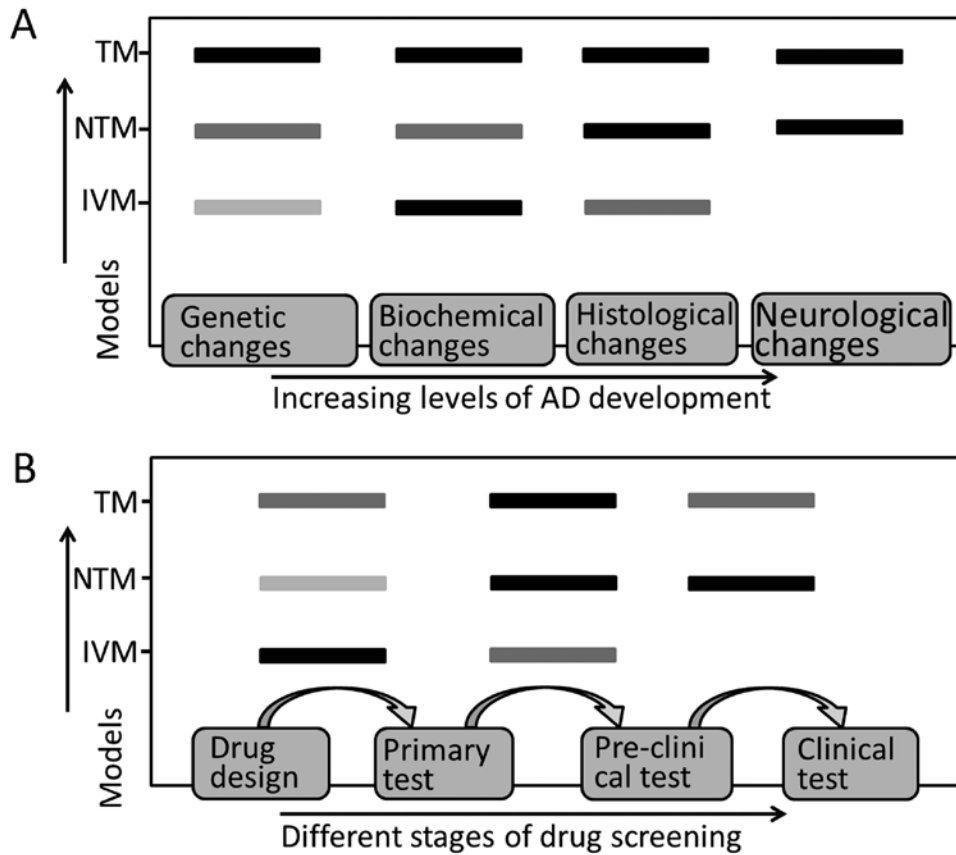 A
TM
NTM
IVM
Models
Genetic
changes
Biochemical
changes
Histological
changes
Neurological
changes
Increasing levels of AD development
B
TM
NTM
IVM
Models
Drug
design
Primary
test
Pre-clini
cal test
Clinical
test
Different stages of drug screening